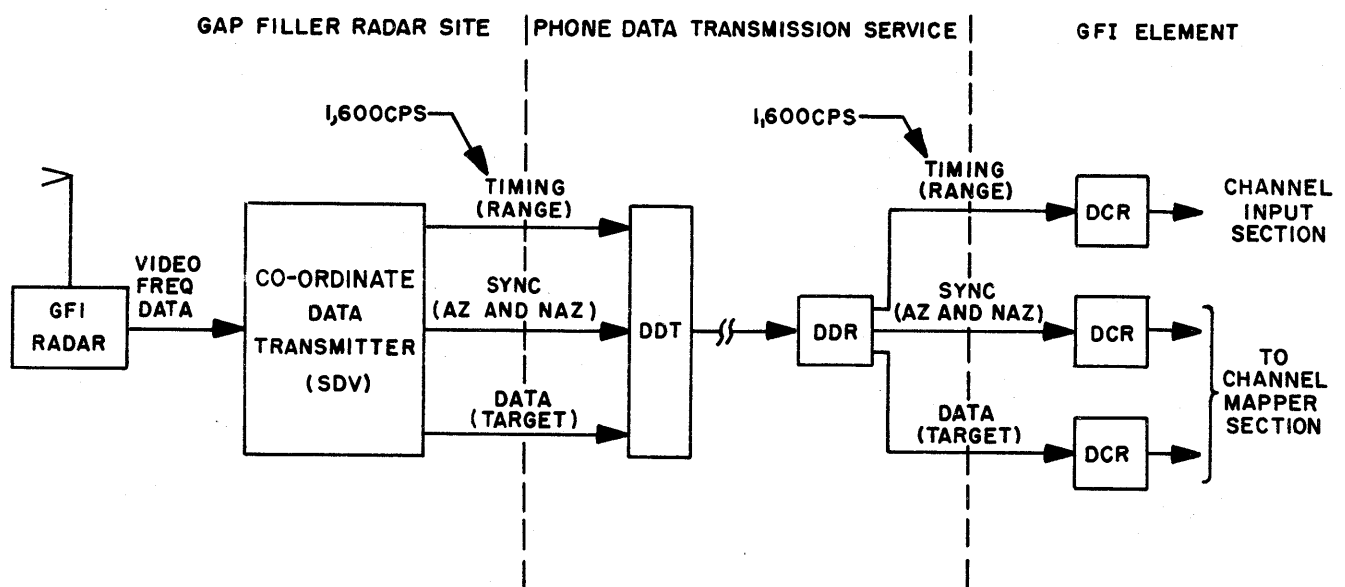 GAP FILLER RADAR SITE
PHONE DATA TRANSMISSION SERVICE
GFI ELEMENT
1,600CPS
1,600CPS
TIMING
(RANGE)
TIMING
(RANGE)
DCR
CHANNEL
INPUT
SECTION
VIDEO
FREQ
DATA
GFI
RADAR
CO-ORDINATE
DATA
TRANSMITTER
(SDV)
SYNC
(AZ AND NAZ)
DDT
DDR
SYNC
(AZ AND NAZ)
DCR
DATA
(TARGET)
DATA
(TARGET)
DCR
TO
CHANNEL
MAPPER
SECTION